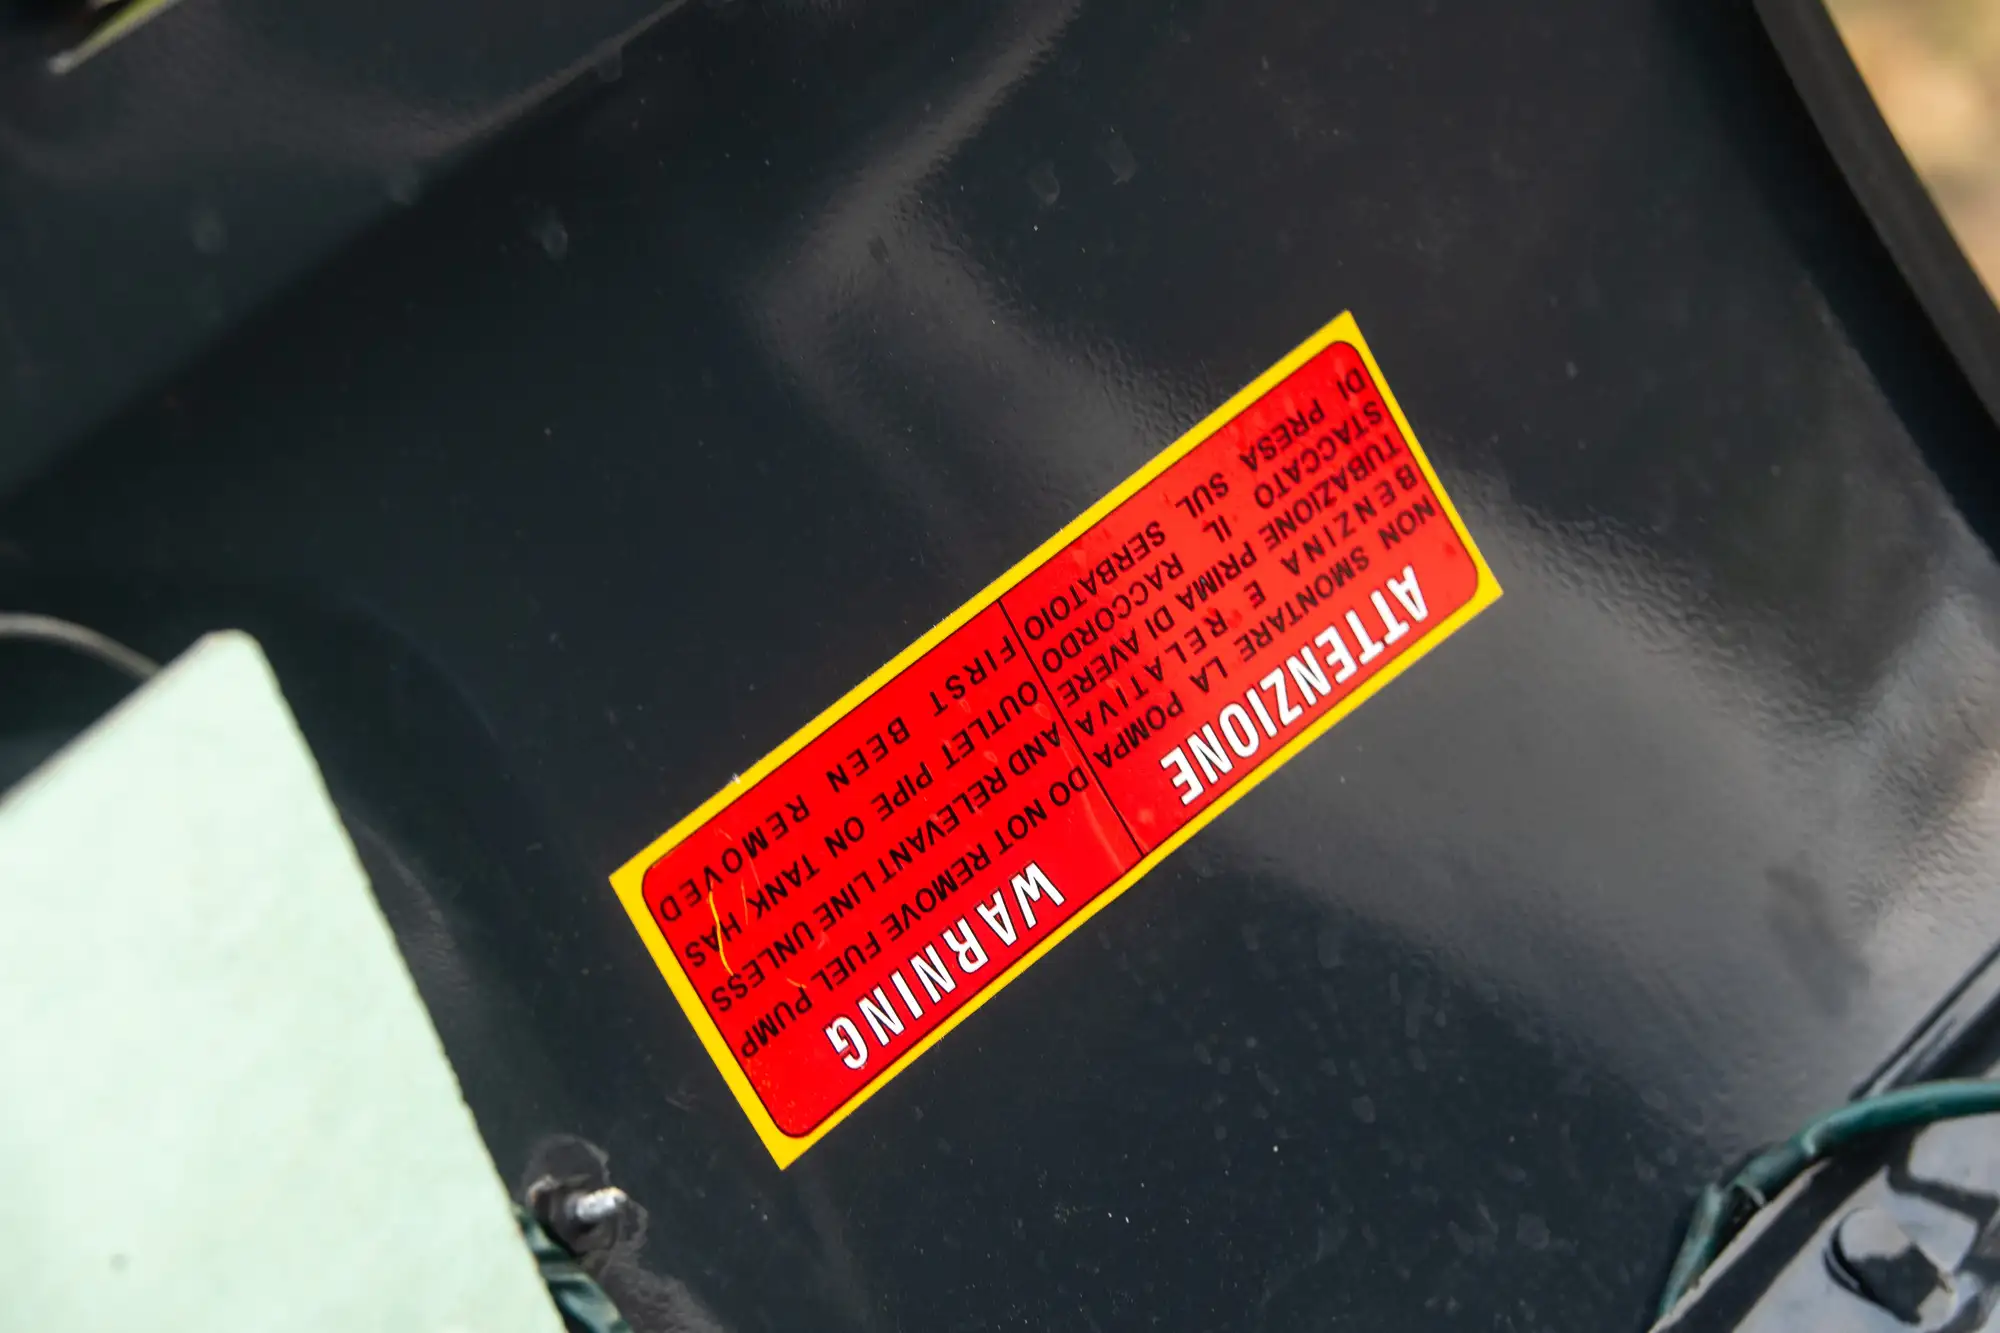 ATTENZIONE
NON SMONTARE LA POMPA
BENZINA E RELATIVA
TUBAZIONE PRIMA DI AVERE
STACCATO IL RACCORDO
DI PRESA SUL SERBATOIO
WARNING
DO NOT REMOVE FUEL PUMP
AND RELEVANT LINE UNLESS
OUTLET PIPE ON TANK HAS
FIRST BEEN REMOVED